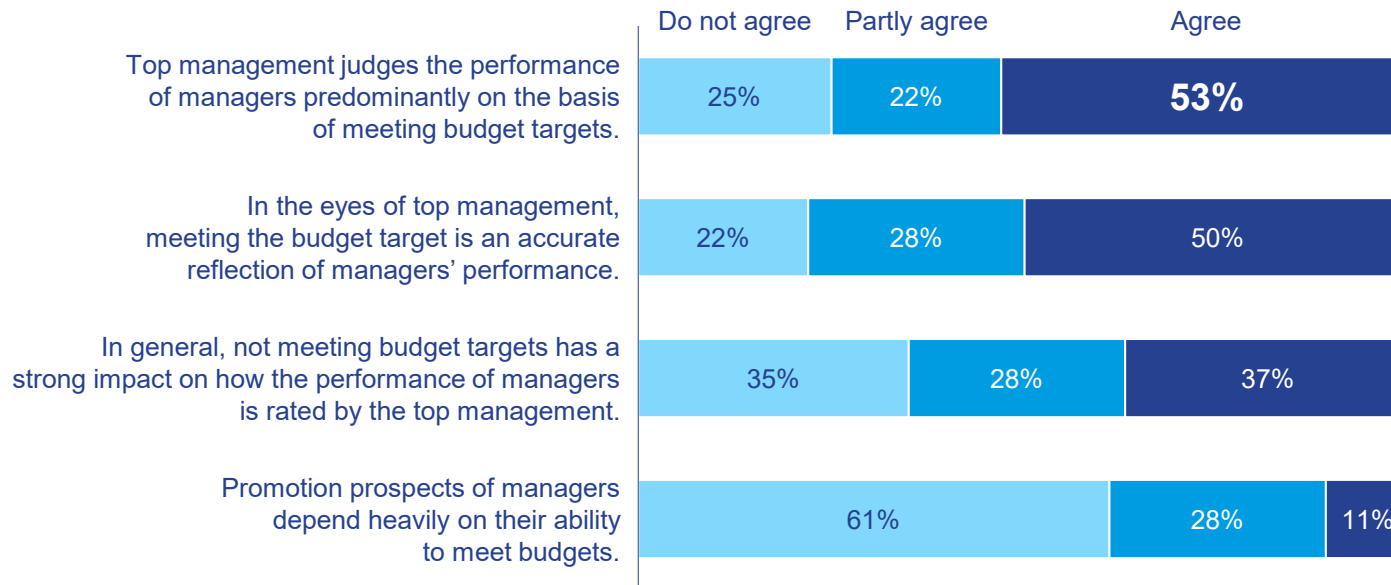 Do not agree Partly agree Agree
Top management judges the performance
of managers predominantly on the basis
of meeting budget targets.
25% 22% 53%
In the eyes of top management,
meeting the budget target is an accurate
reflection of managers’ performance.
22% 28% 50%
In general, not meeting budget targets has a
strong impact on how the performance of managers
is rated by the top management.
35% 28% 37%
Promotion prospects of managers
depend heavily on their ability
to meet budgets.
61% 28% 11%